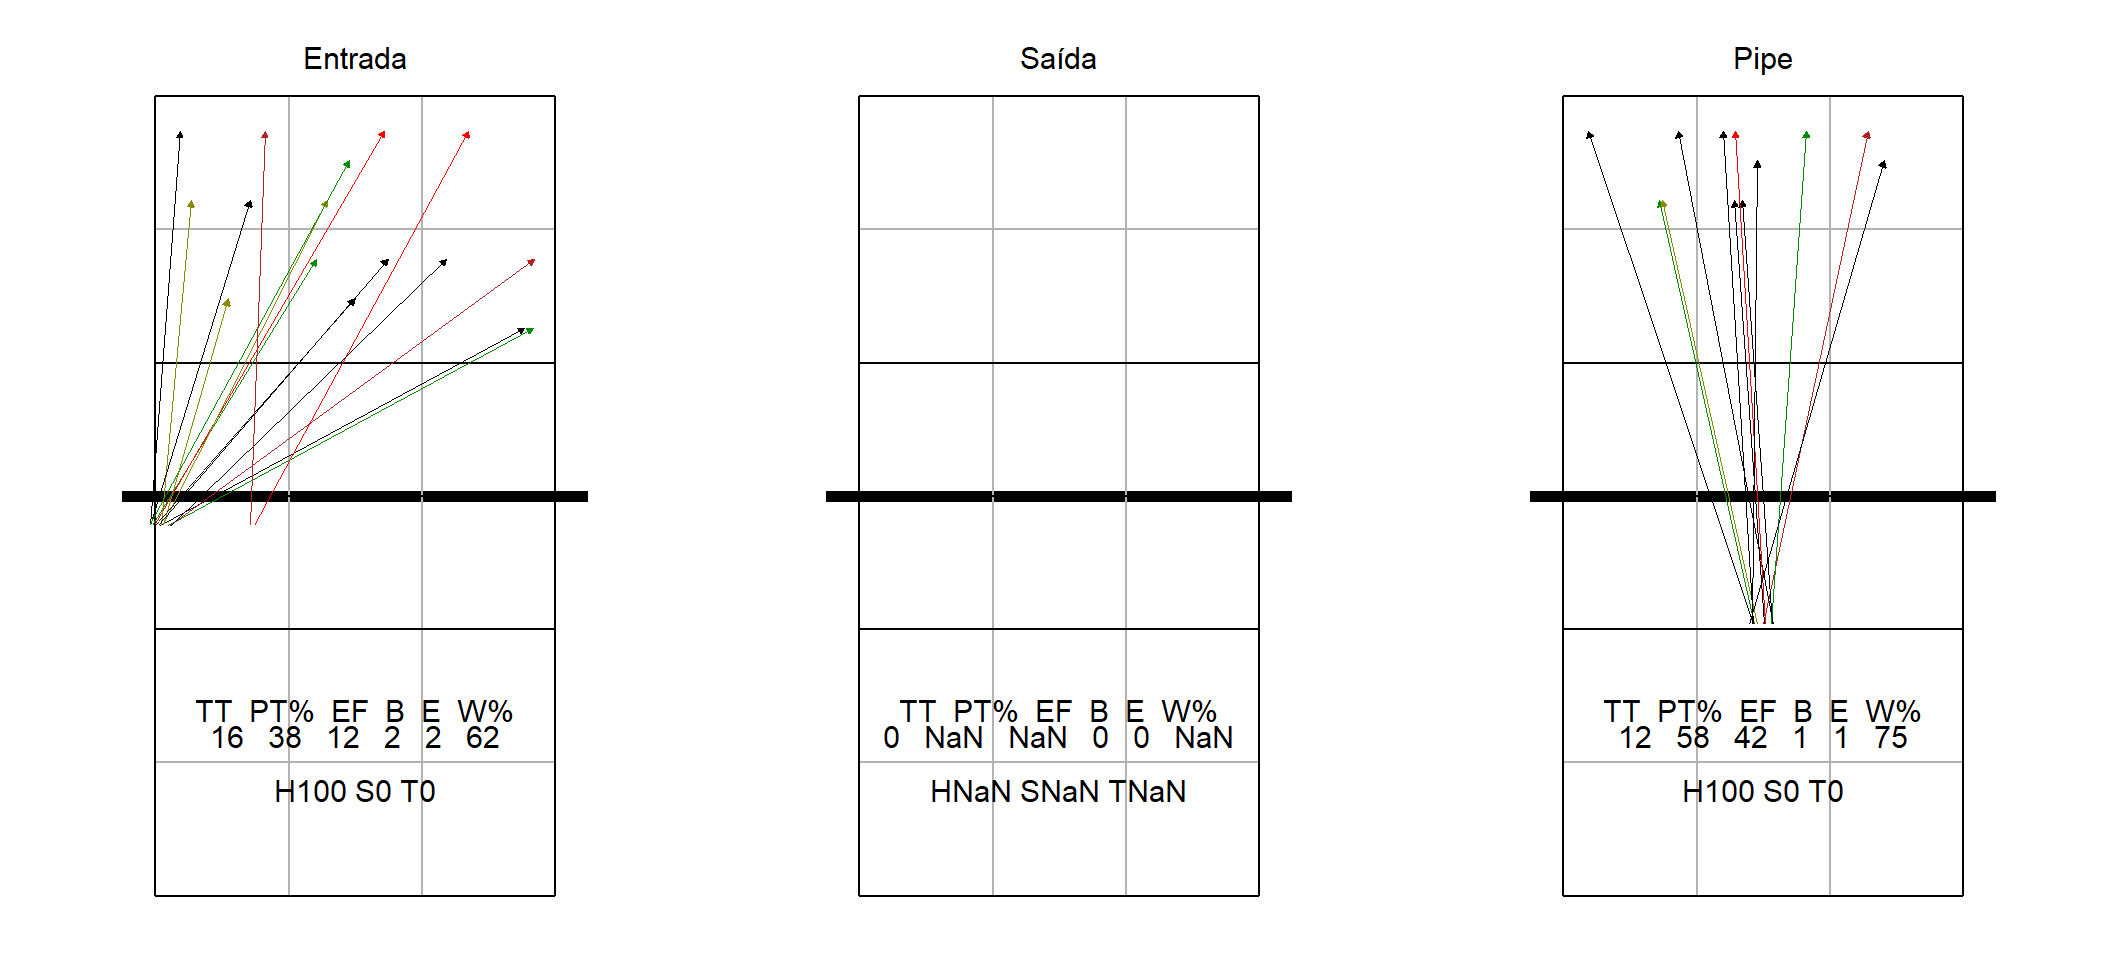 Entrada
TT PT% EF B E W%
16 38 12 2 2 62
H100 S0 T0
Saída
TT PT% EF B E W%
0 NaN NaN 0 0 NaN
HNaN SNaN TNaN
Pipe
TT PT% EF B E W%
12 58 42 1 1 75
H100 S0 T0